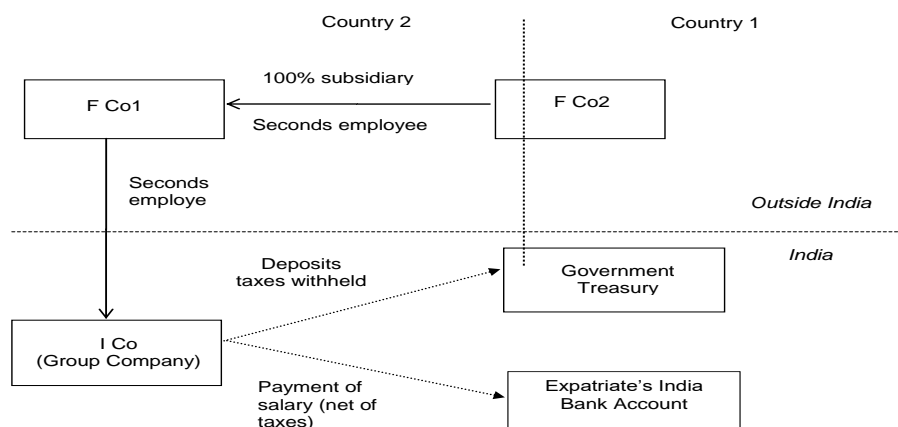 Country 2
Country 1
100% subsidiary
F Co1
F Co2
Seconds employee
Seconds
employe
Outside India
India
Deposits
taxes withheld
Government
Treasury
I Co
(Group Company)
Payment of
salary (net of
taxes)
Expatriate's India
Bank Account